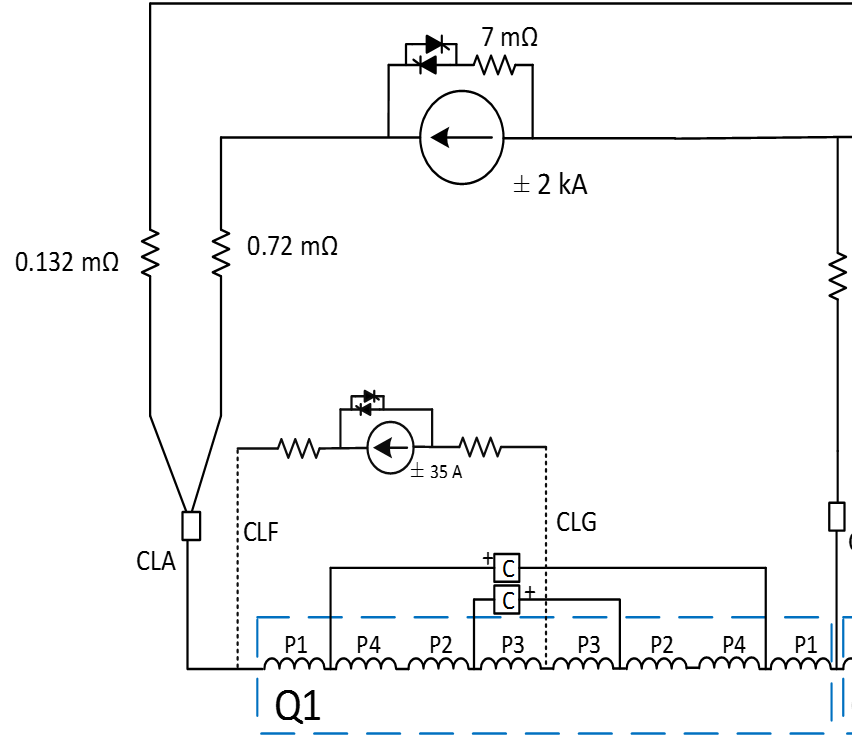 7 mΩ
± 2 kA
0.132 mΩ
0.72 mΩ
± 35 A
CLF
CLG
CLA
+
C
C
+
P1 P4 P2 P3 P3 P2 P4 P1
Q1